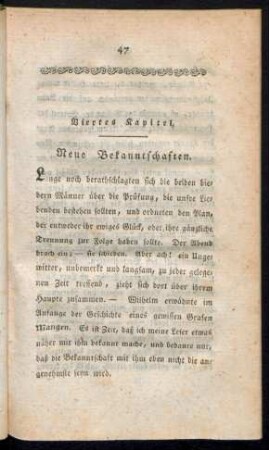 47
Viertes Kapitel.
Neue Bekanntschaften.
Lange noch berathschlagten sich die beiden bie-
dern Männer über die Prüfung, die unsre Lie-
benden bestehen sollten, und ordneten den Plan,
der entweder ihr ewiges Glück, oder ihre gänzliche
Trennung zur Folge haben sollte. Der Abend
brach ein; — sie schieden. Aber ach! ein Unge-
witter, unbemerkt und langsam, zu jeder gelege-
nen Zeit treffend, zieht sich dort über ihrem
Haupte zusammen. — Wilhelm erwähnte im
Anfange der Geschichte eines gewissen Grafen
Marizon. Es ist Zeit, daß ich meine Leser etwas
näher mit ihm bekannt mache, und bedaure nur,
daß die Bekanntschaft mit ihm eben nicht die an-
genehmste seyn wird.